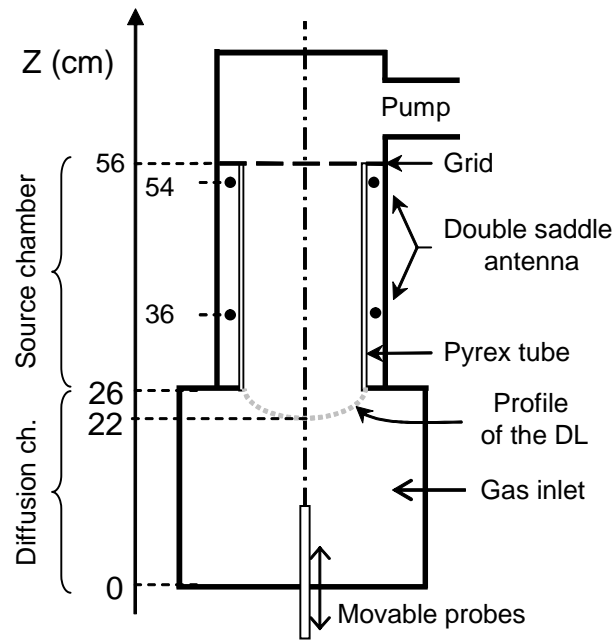 Z (cm)
Pump
56
Grid
54
Double saddle
antenna
Source chamber
36
Pyrex tube
26
22
Profile
of the DL
Diffusion ch.
Gas inlet
0
Movable probes